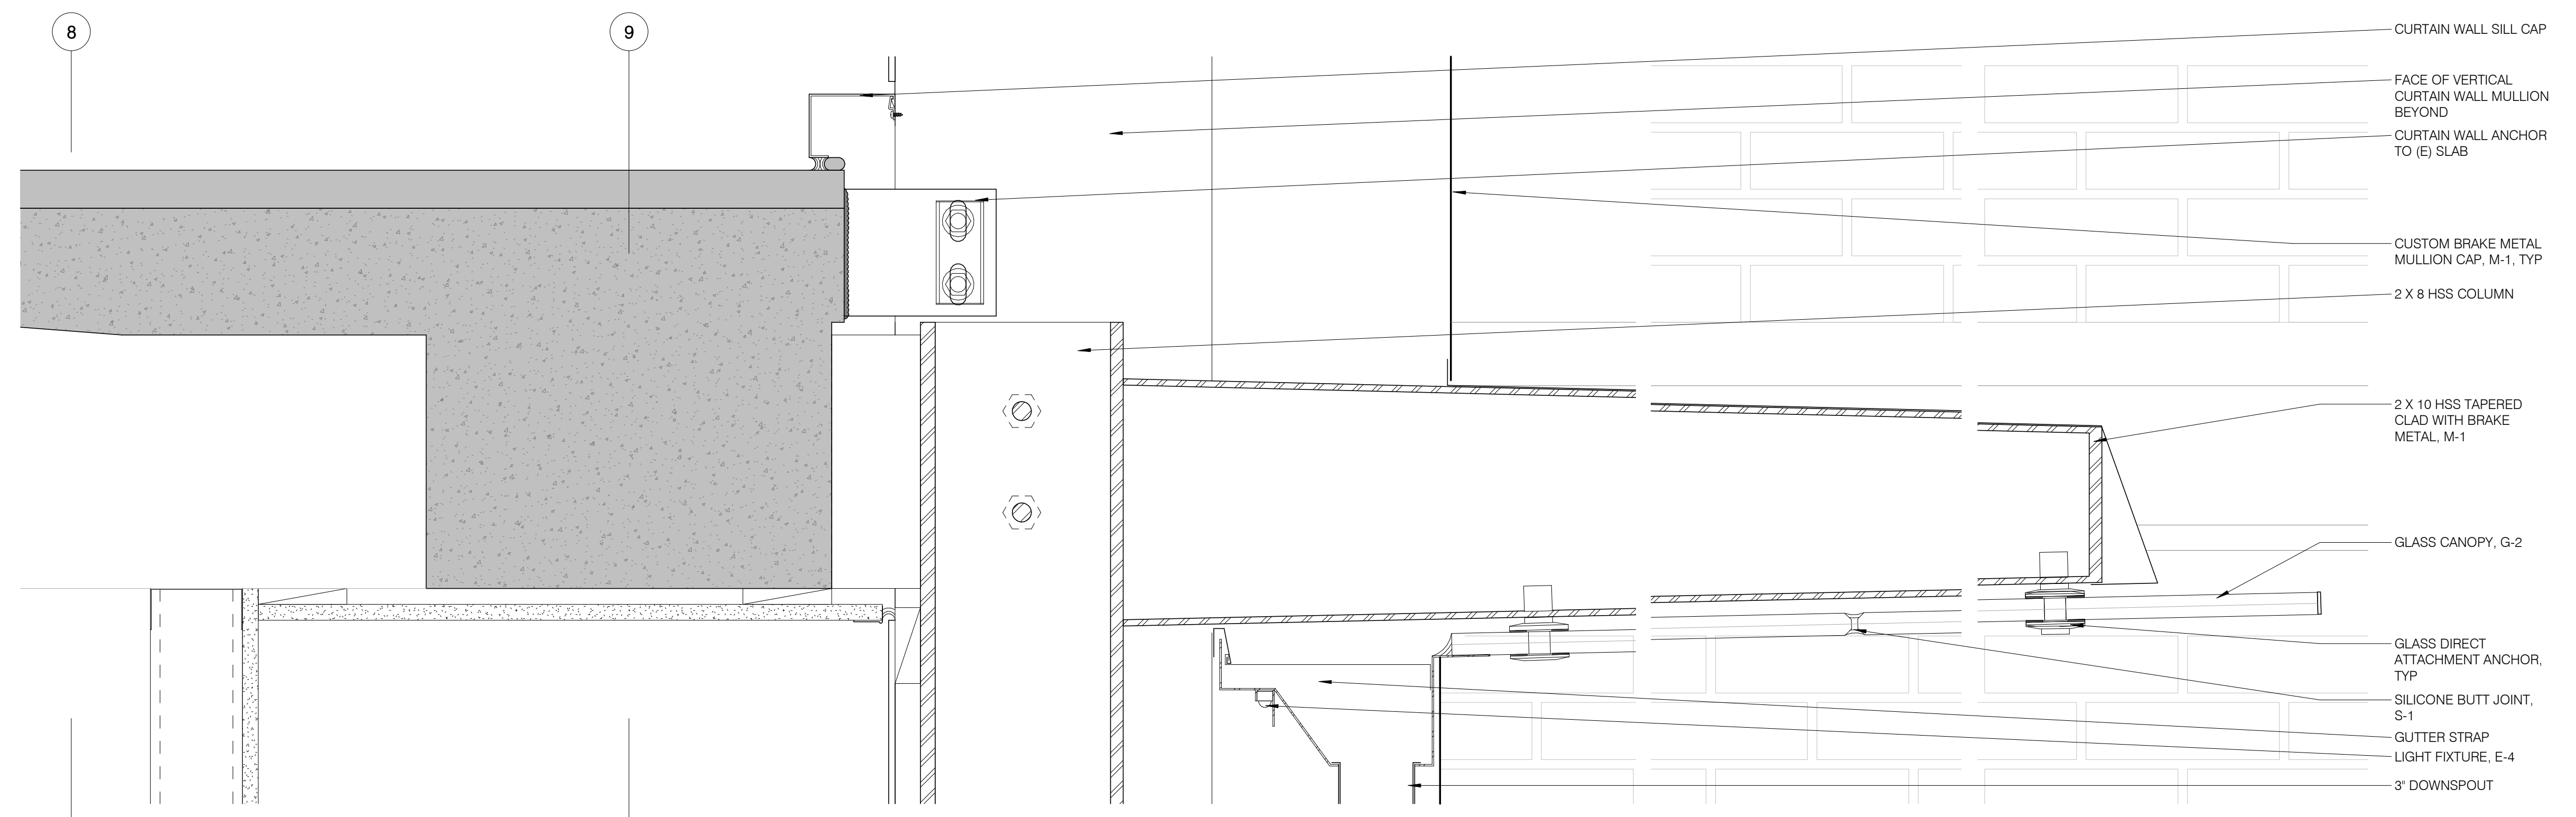 8
9
CURTAIN WALL SILL CAP
FACE OF VERTICAL
CURTAIN WALL MULLION
BEYOND
CURTAIN WALL ANCHOR
TO (E) SLAB
CUSTOM BRAKE METAL
MULLION CAP, M-1, TYP
2 X 8 HSS COLUMN
2 X 10 HSS TAPERED
CLAD WITH BRAKE
METAL, M-1
GLASS CANOPY, G-2
GLASS DIRECT
ATTACHMENT ANCHOR,
TYP
SILICONE BUTT JOINT,
S-1
GUTTER STRAP
LIGHT FIXTURE, E-4
3" DOWNSPOUT